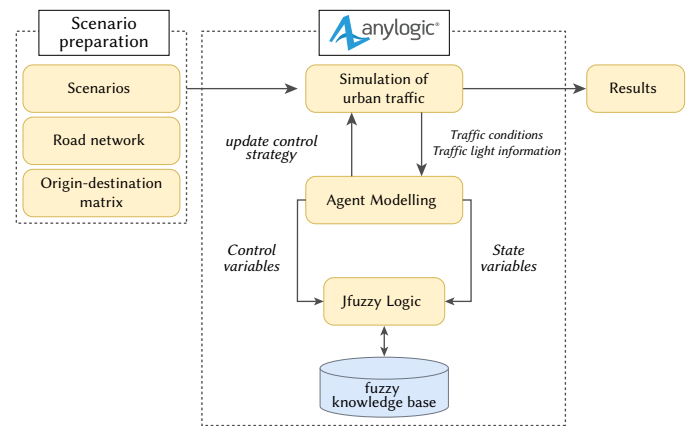 Scenario
preparation
anylogic®
Scenarios
Simulation of
urban traffic
Results
Road network
update control
strategy
Traffic conditions
Traffic light information
Origin-destination
matrix
Agent Modelling
Control
variables
State
variables
Jfuzzy Logic
fuzzy
knowledge base